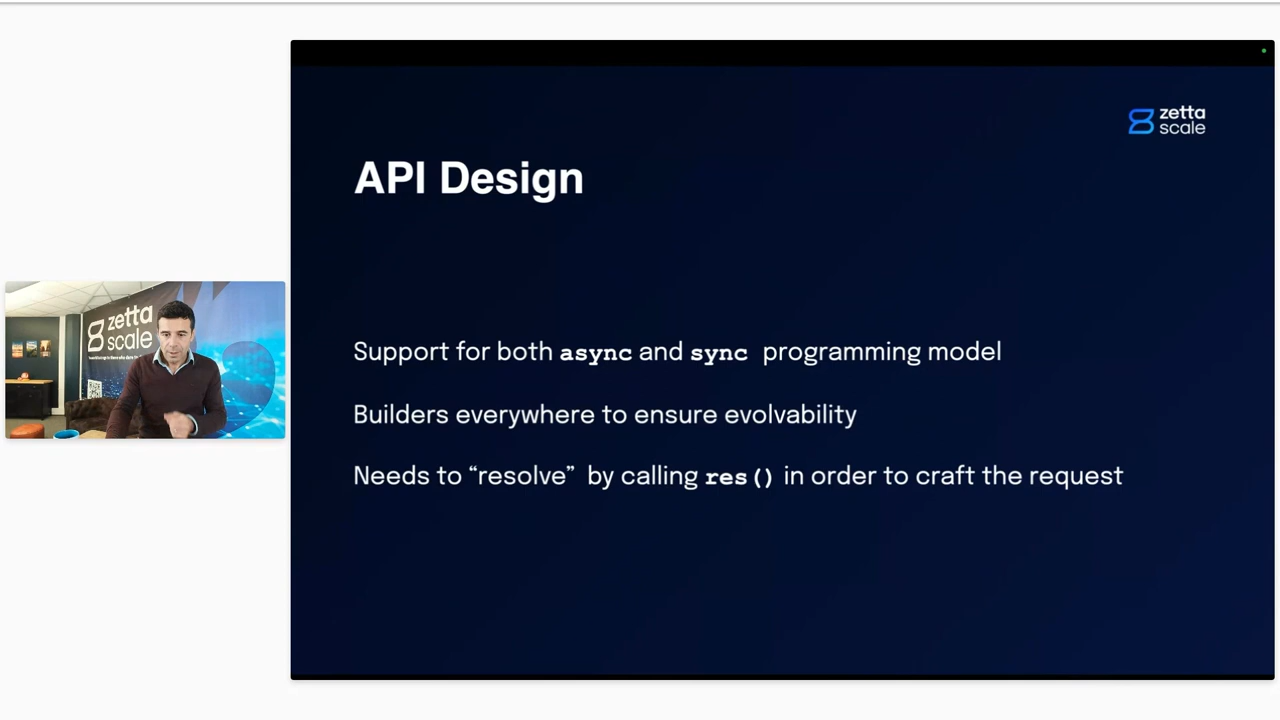 zetta
scale
API Design
Support for both async and sync programming model
Builders everywhere to ensure evolvability
Needs to “resolve” by calling res() in order to craft the request
zetta
scale